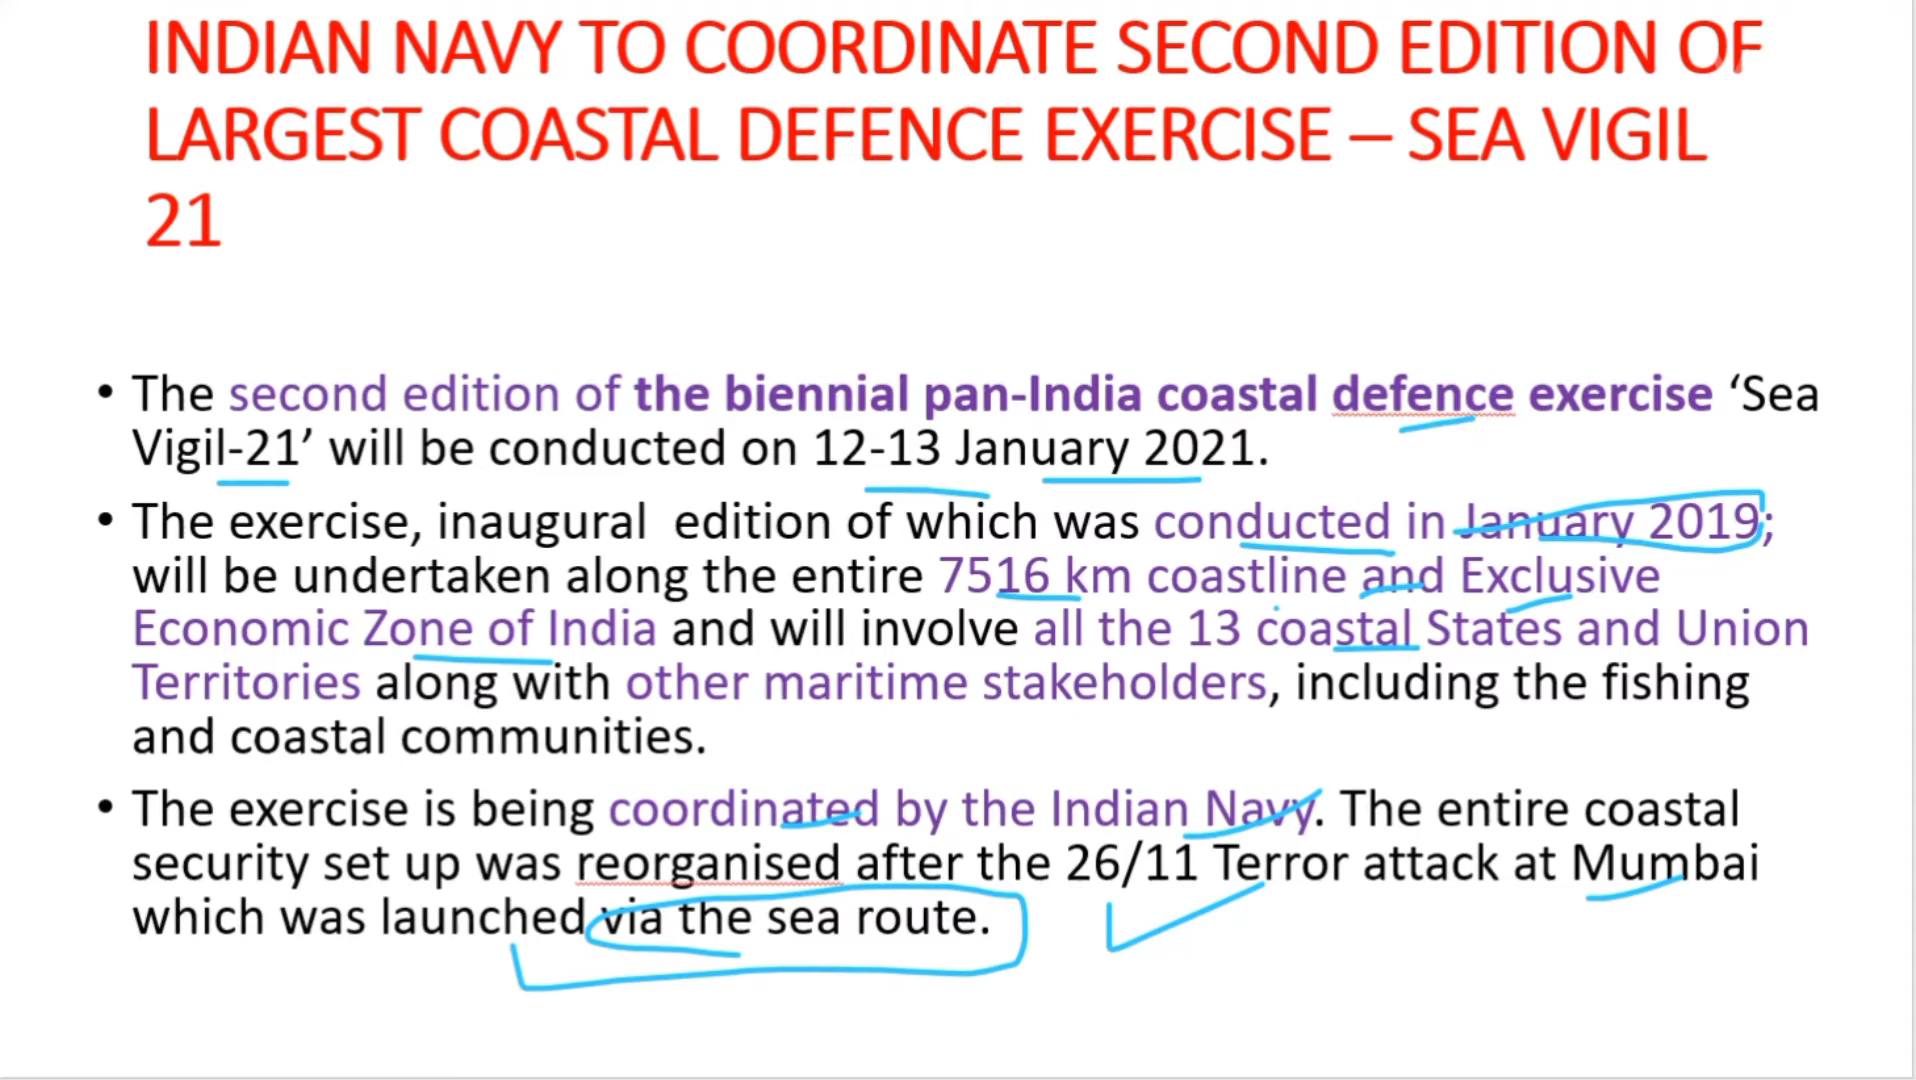 INDIAN NAVY TO COORDINATE SECOND EDITION OF
LARGEST COASTAL DEFENCE EXERCISE – SEA VIGIL
21
• The second edition of the biennial pan-India coastal defence exercise ‘Sea
Vigil-21’ will be conducted on 12-13 January 2021.
• The exercise, inaugural edition of which was conducted in January 2019;
will be undertaken along the entire 7516 km coastline and Exclusive
Economic Zone of India and will involve all the 13 coastal States and Union
Territories along with other maritime stakeholders, including the fishing
and coastal communities.
• The exercise is being coordinated by the Indian Navy. The entire coastal
security set up was reorganised after the 26/11 Terror attack at Mumbai
which was launched via the sea route.